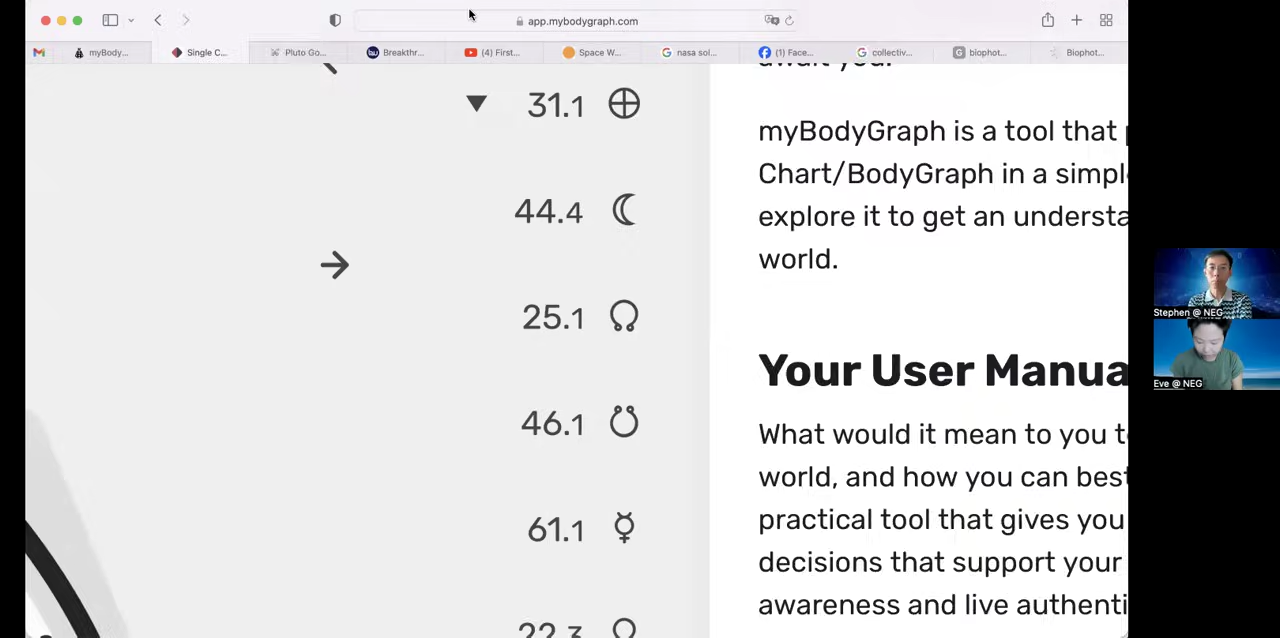 app.mybodygraph.com
myBody...
Single C...
Pluto Go...
Breakthr...
(4) First...
Space W...
nasa sol...
(1) Face...
collectiv...
biophot...
Biophot...
31.1
44.4
25.1
46.1
61.1
22.3
await you.
myBodyGraph is a tool that
Chart/BodyGraph in a simpl
explore it to get an understa
world.
Your User Manua
What would it mean to you t
world, and how you can best
practical tool that gives you
decisions that support your
awareness and live authenti
Stephen @ NEG
Eve @ NEG